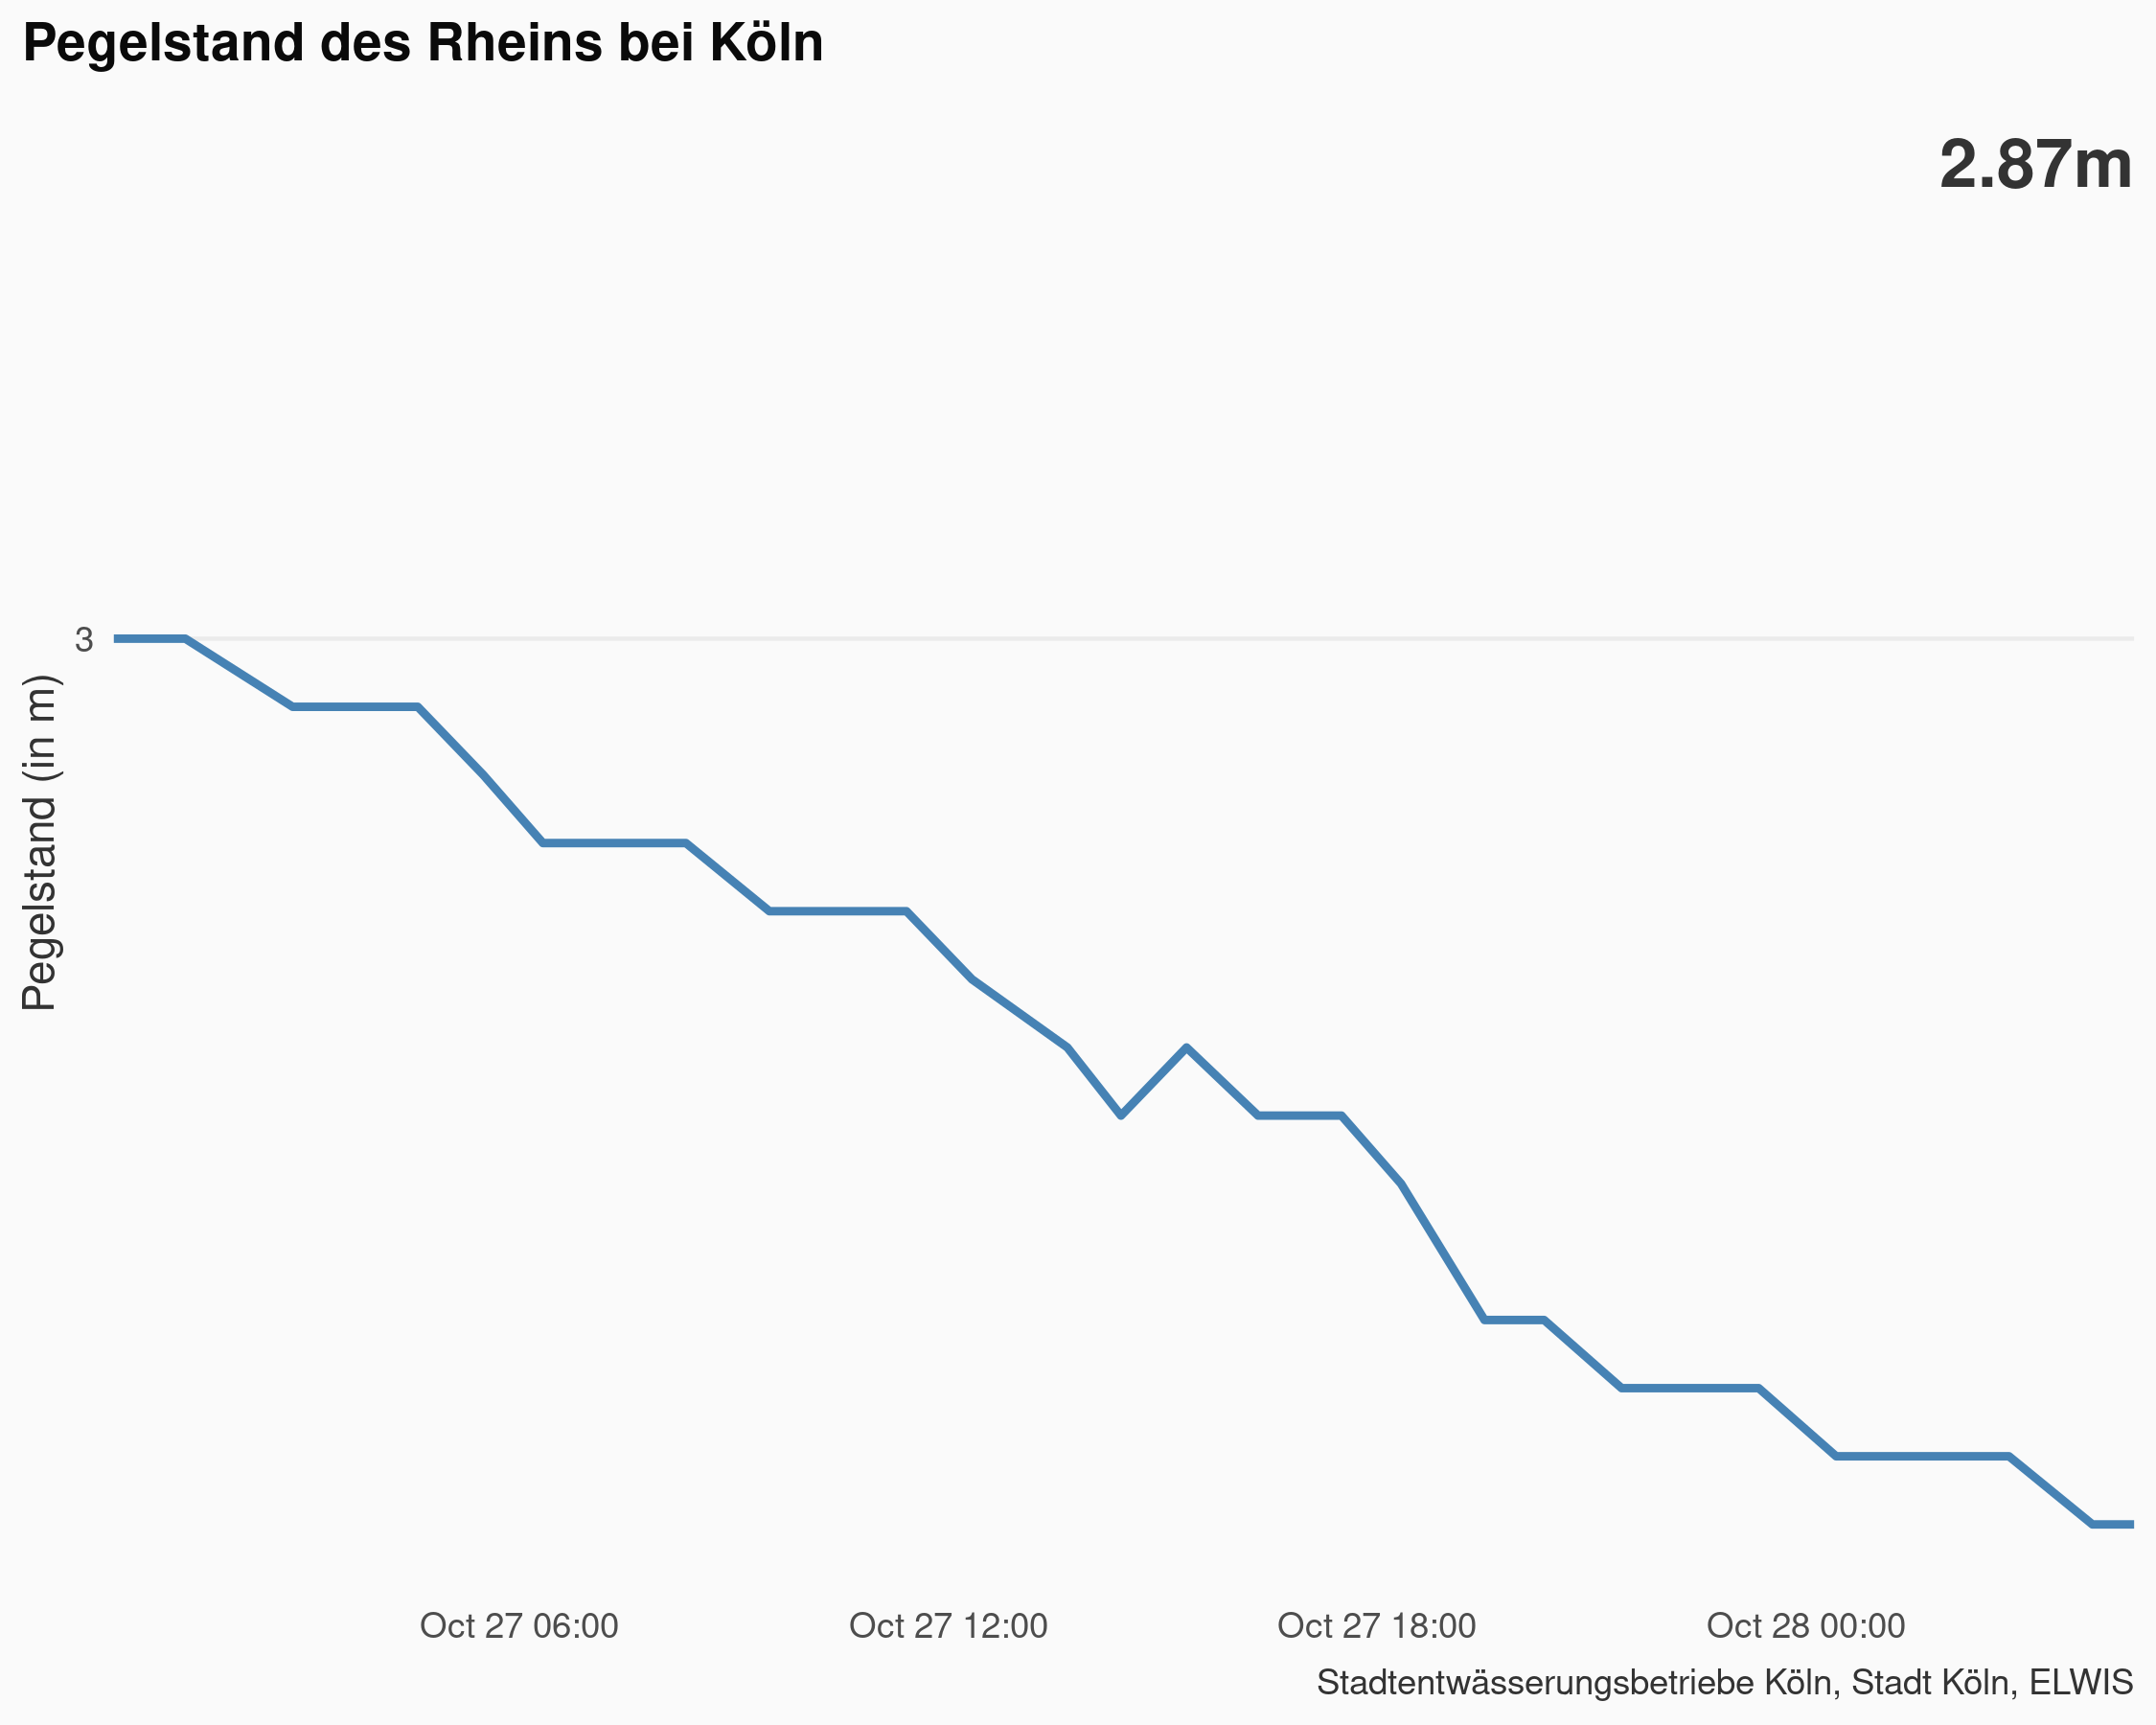 Pegelstand des Rheins bei Köln
2.87m
3
Pegelstand (in m)
Oct 27 06:00
Oct 27 12:00
Oct 27 18:00
Oct 28 00:00
Stadtentwässerungsbetriebe Köln, Stadt Köln, ELWIS